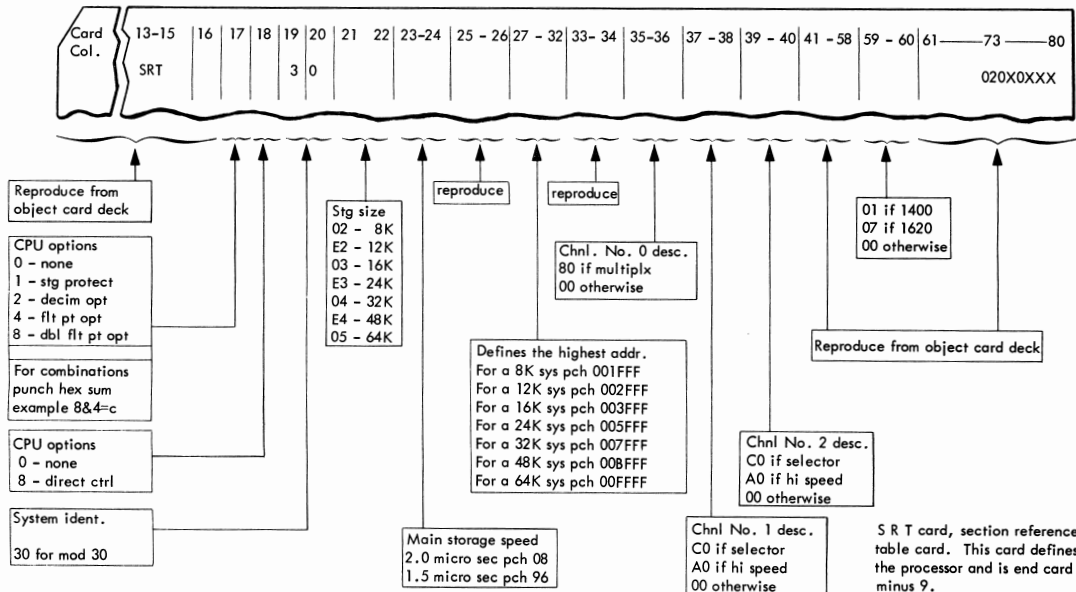 Card Col. 13-15 16 17 18 19 20 21 22 23-24 25 - 26 27 - 32 33- 34 35-36 37 -38 39 - 40 41 -58 59 - 60 61——73——80
SRT 3 0 020X0XXX
Reproduce from
object card deck
CPU options
0 - none
1 - stg protect
2 - decim opt
4 - flt pt opt
8 - dbl flt pt opt
For combinations
punch hex sum
example 8&4=c
CPU options
0 - none
8 - direct ctrl
System ident.
30 for mod 30
Stg size
02 - 8K
E2 - 12K
03 - 16K
E3 - 24K
04 - 32K
E4 - 48K
05 - 64K
Main storage speed
2.0 micro sec pch 08
1.5 micro sec pch 96
reproduce
Defines the highest addr.
For a 8K sys pch 001FFF
For a 12K sys pch 002FFF
For a 16K sys pch 003FFF
For a 24K sys pch 005FFF
For a 32K sys pch 007FFF
For a 48K sys pch 00BFFF
For a 64K sys pch 00FFFF
reproduce
Chnl. No. 0 desc.
80 if multiplx
00 otherwise
Chnl No. 1 desc.
C0 if selector
A0 if hi speed
00 otherwise
Chnl No. 2 desc.
C0 if selector
A0 if hi speed
00 otherwise
01 if 1400
07 if 1620
00 otherwise
Reproduce from object card deck
S R T card, section reference
table card. This card defines
the processor and is end card
minus 9.